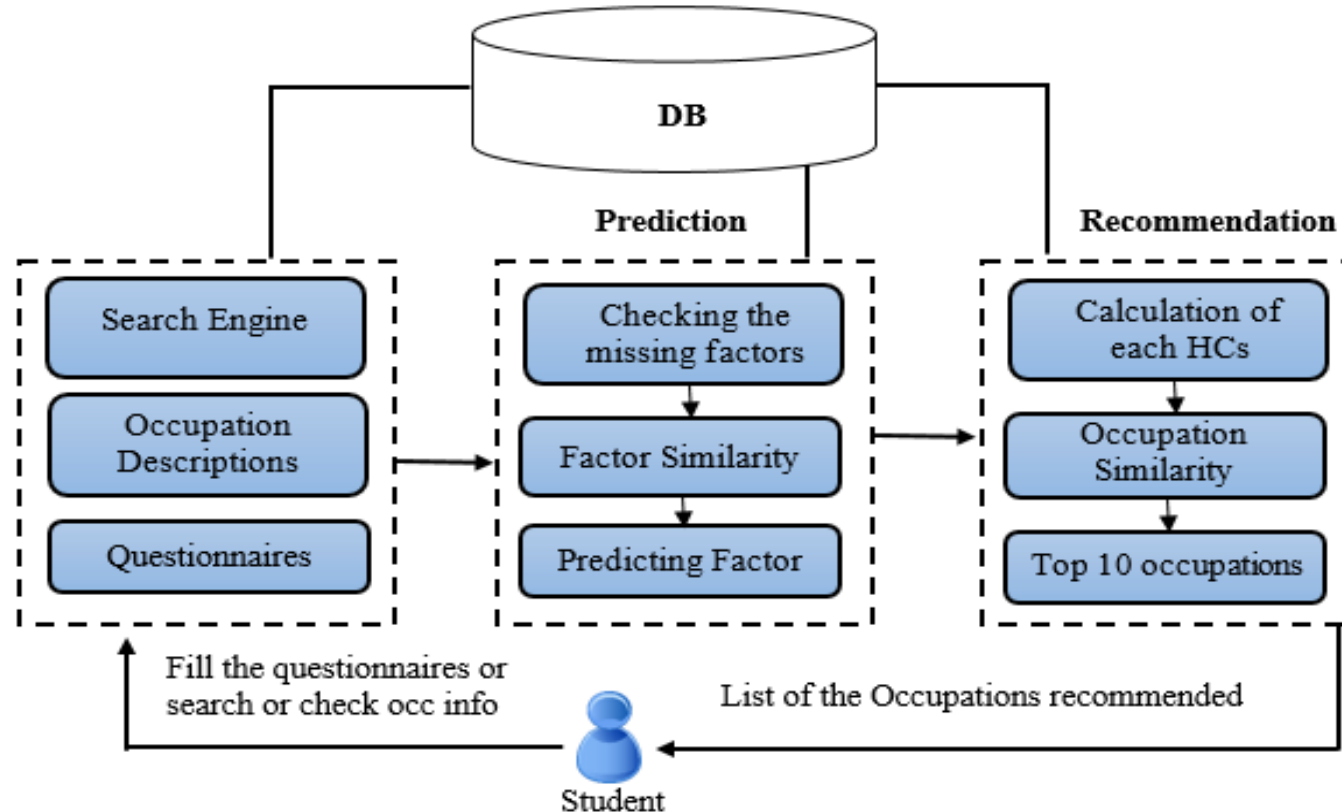 DB
Prediction
Recommendation
Search Engine
Occupation
Descriptions
Questionnaires
Checking the
missing factors
Factor Similarity
Predicting Factor
Calculation of
each HCs
Occupation
Similarity
Top 10 occupations
Fill the questionnaires or
search or check occ info
List of the Occupations recommended
Student